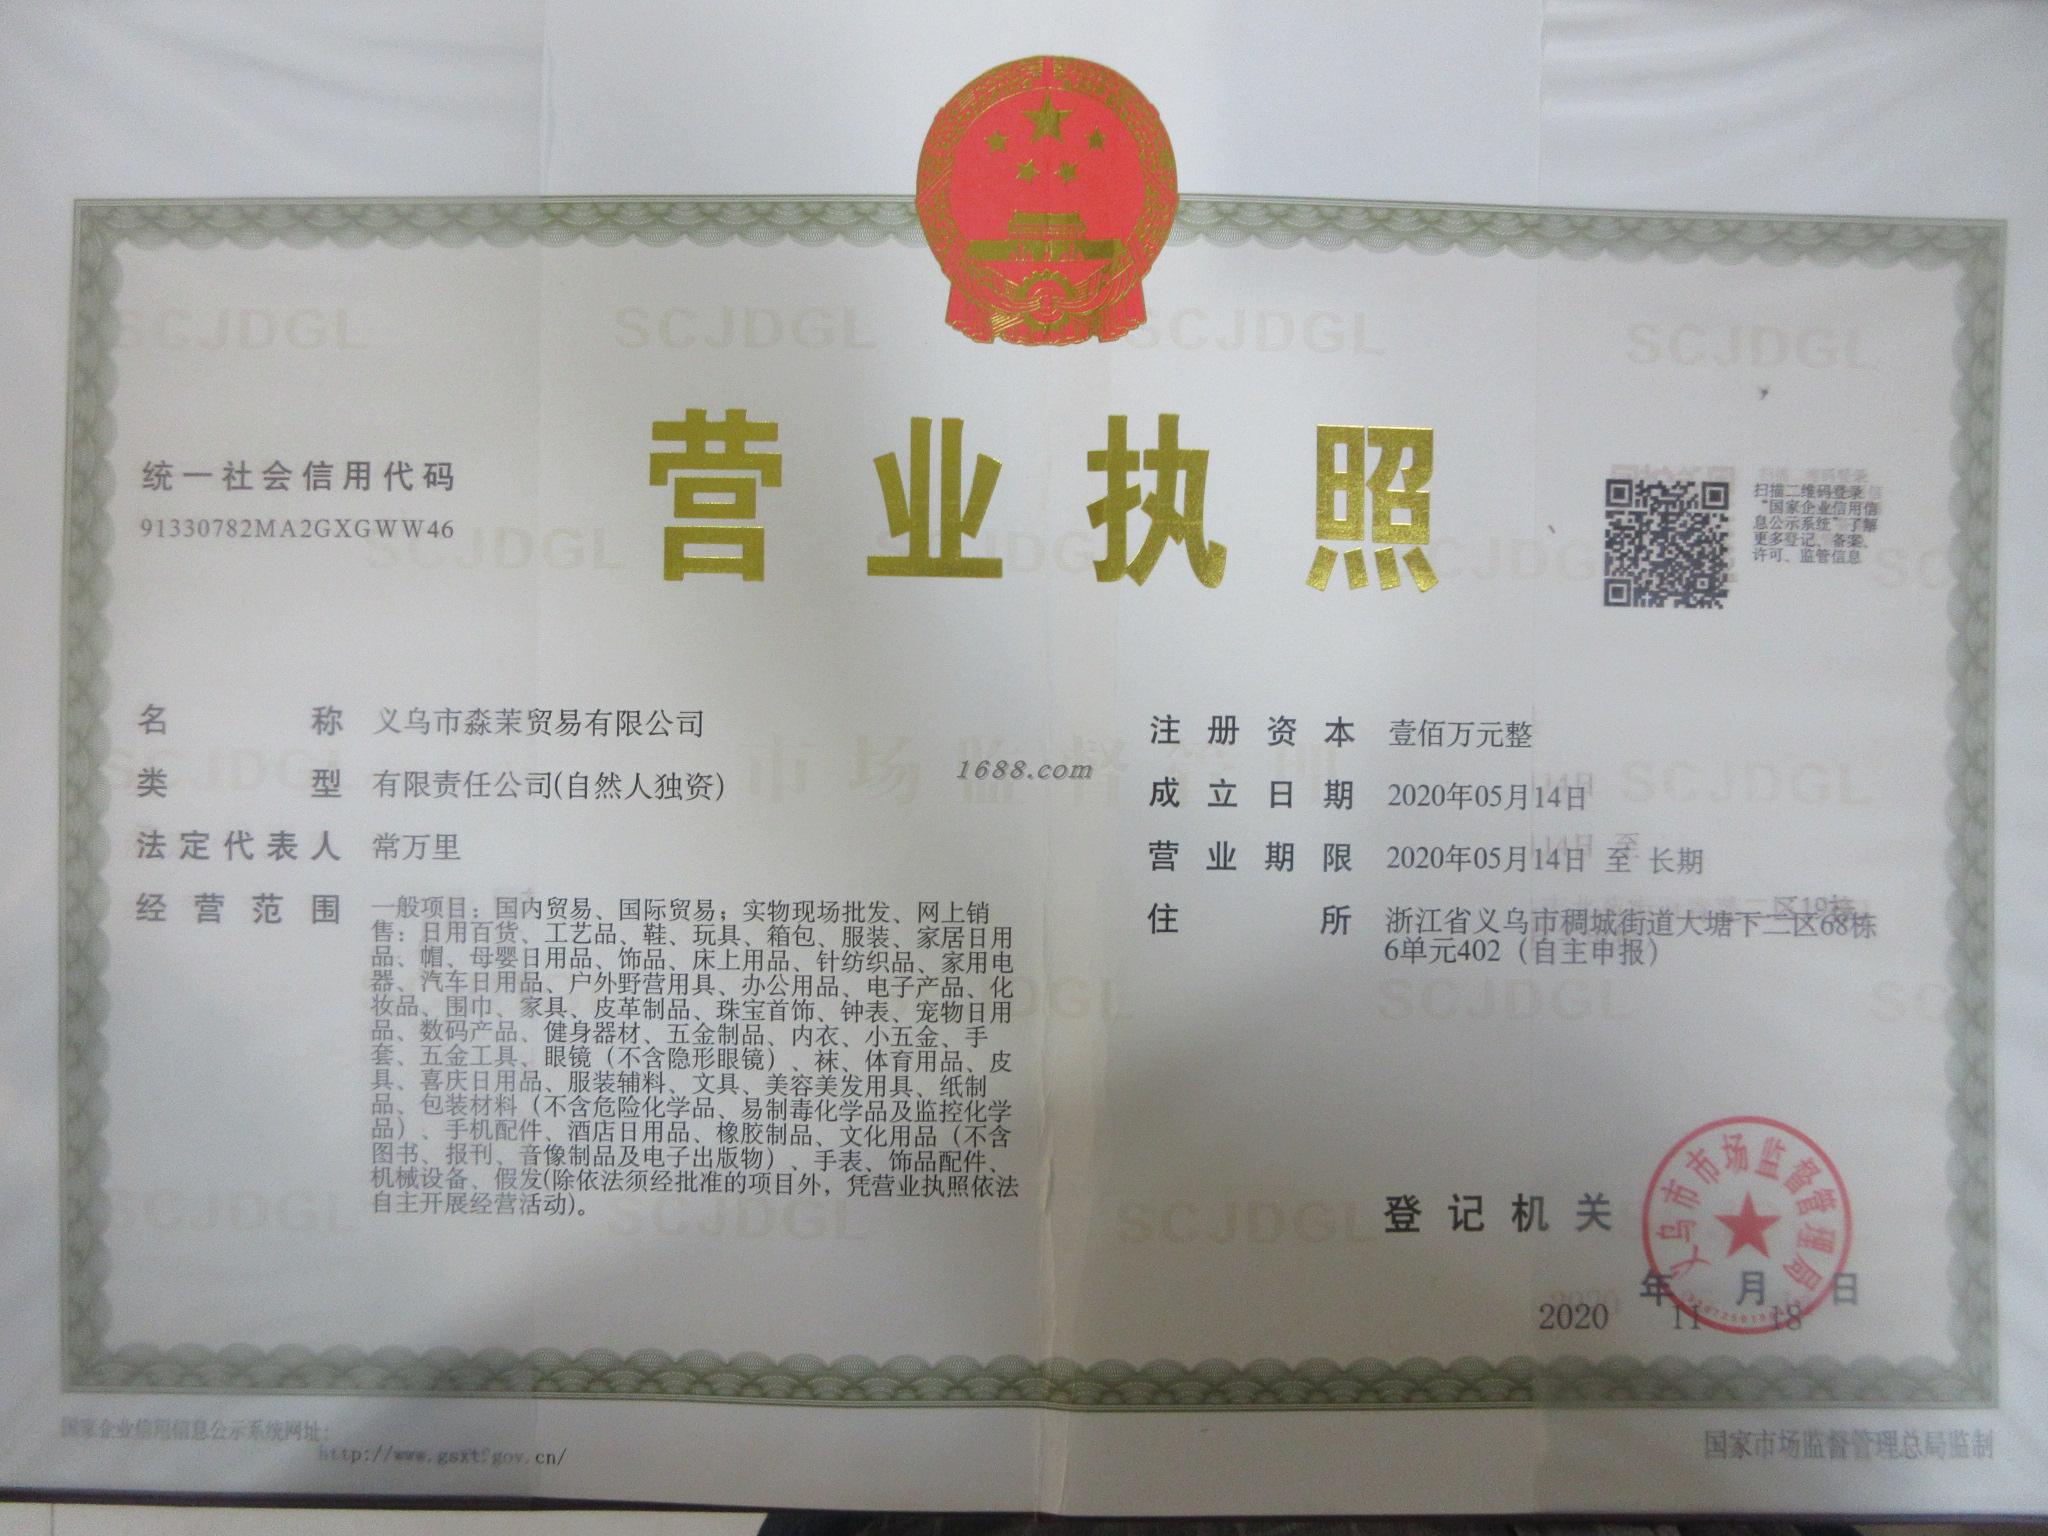 SCJDGL SCJDGL SCJDGL SCJDGL
营业执照
统一社会信用代码
91330782MA2GXGWW46
扫描二维码登录
“国家企业信用信
息公示系统”了解
更多登记、备案、
许可、监管信息
名称 义乌市淼茉贸易有限公司
类型 有限责任公司(自然人独资)
法定代表人 常万里
经营范围 一般项目：国内贸易、国际贸易；实物现场批发、网上销
售：日用百货、工艺品、鞋、玩具、箱包、服装、家居日用
品、帽、母婴日用品、饰品、床上用品、针纺织品、家用电
器、汽车日用品、户外野营用具、办公用品、电子产品、化
妆品、围巾、家具、皮革制品、珠宝首饰、钟表、宠物日用
品、数码产品、健身器材、五金制品、内衣、小五金、手
套、五金工具、眼镜（不含隐形眼镜）、袜、体育用品、皮
具、喜庆日用品、服装辅料、文具、美容美发用具、纸制
品、包装材料（不含危险化学品、易制毒化学品及监控化学
品）、手机配件、酒店日用品、橡胶制品、文化用品（不含
图书、报刊、音像制品及电子出版物）、手表、饰品配件、
机械设备、假发(除依法须经批准的项目外，凭营业执照依法
自主开展经营活动)。
1688.com
市场监督管理
注册资本 壹佰万元整
成立日期 2020年05月14日
营业期限 2020年05月14日 至 长期
住所 浙江省义乌市稠城街道大塘下二区68栋
6单元402（自主申报）
登记机关
义乌市市场监督管理局
年 月 日
2020 11 18
国家企业信用信息公示系统网址：
http://www.gsxt.gov.cn/
国家市场监督管理总局监制